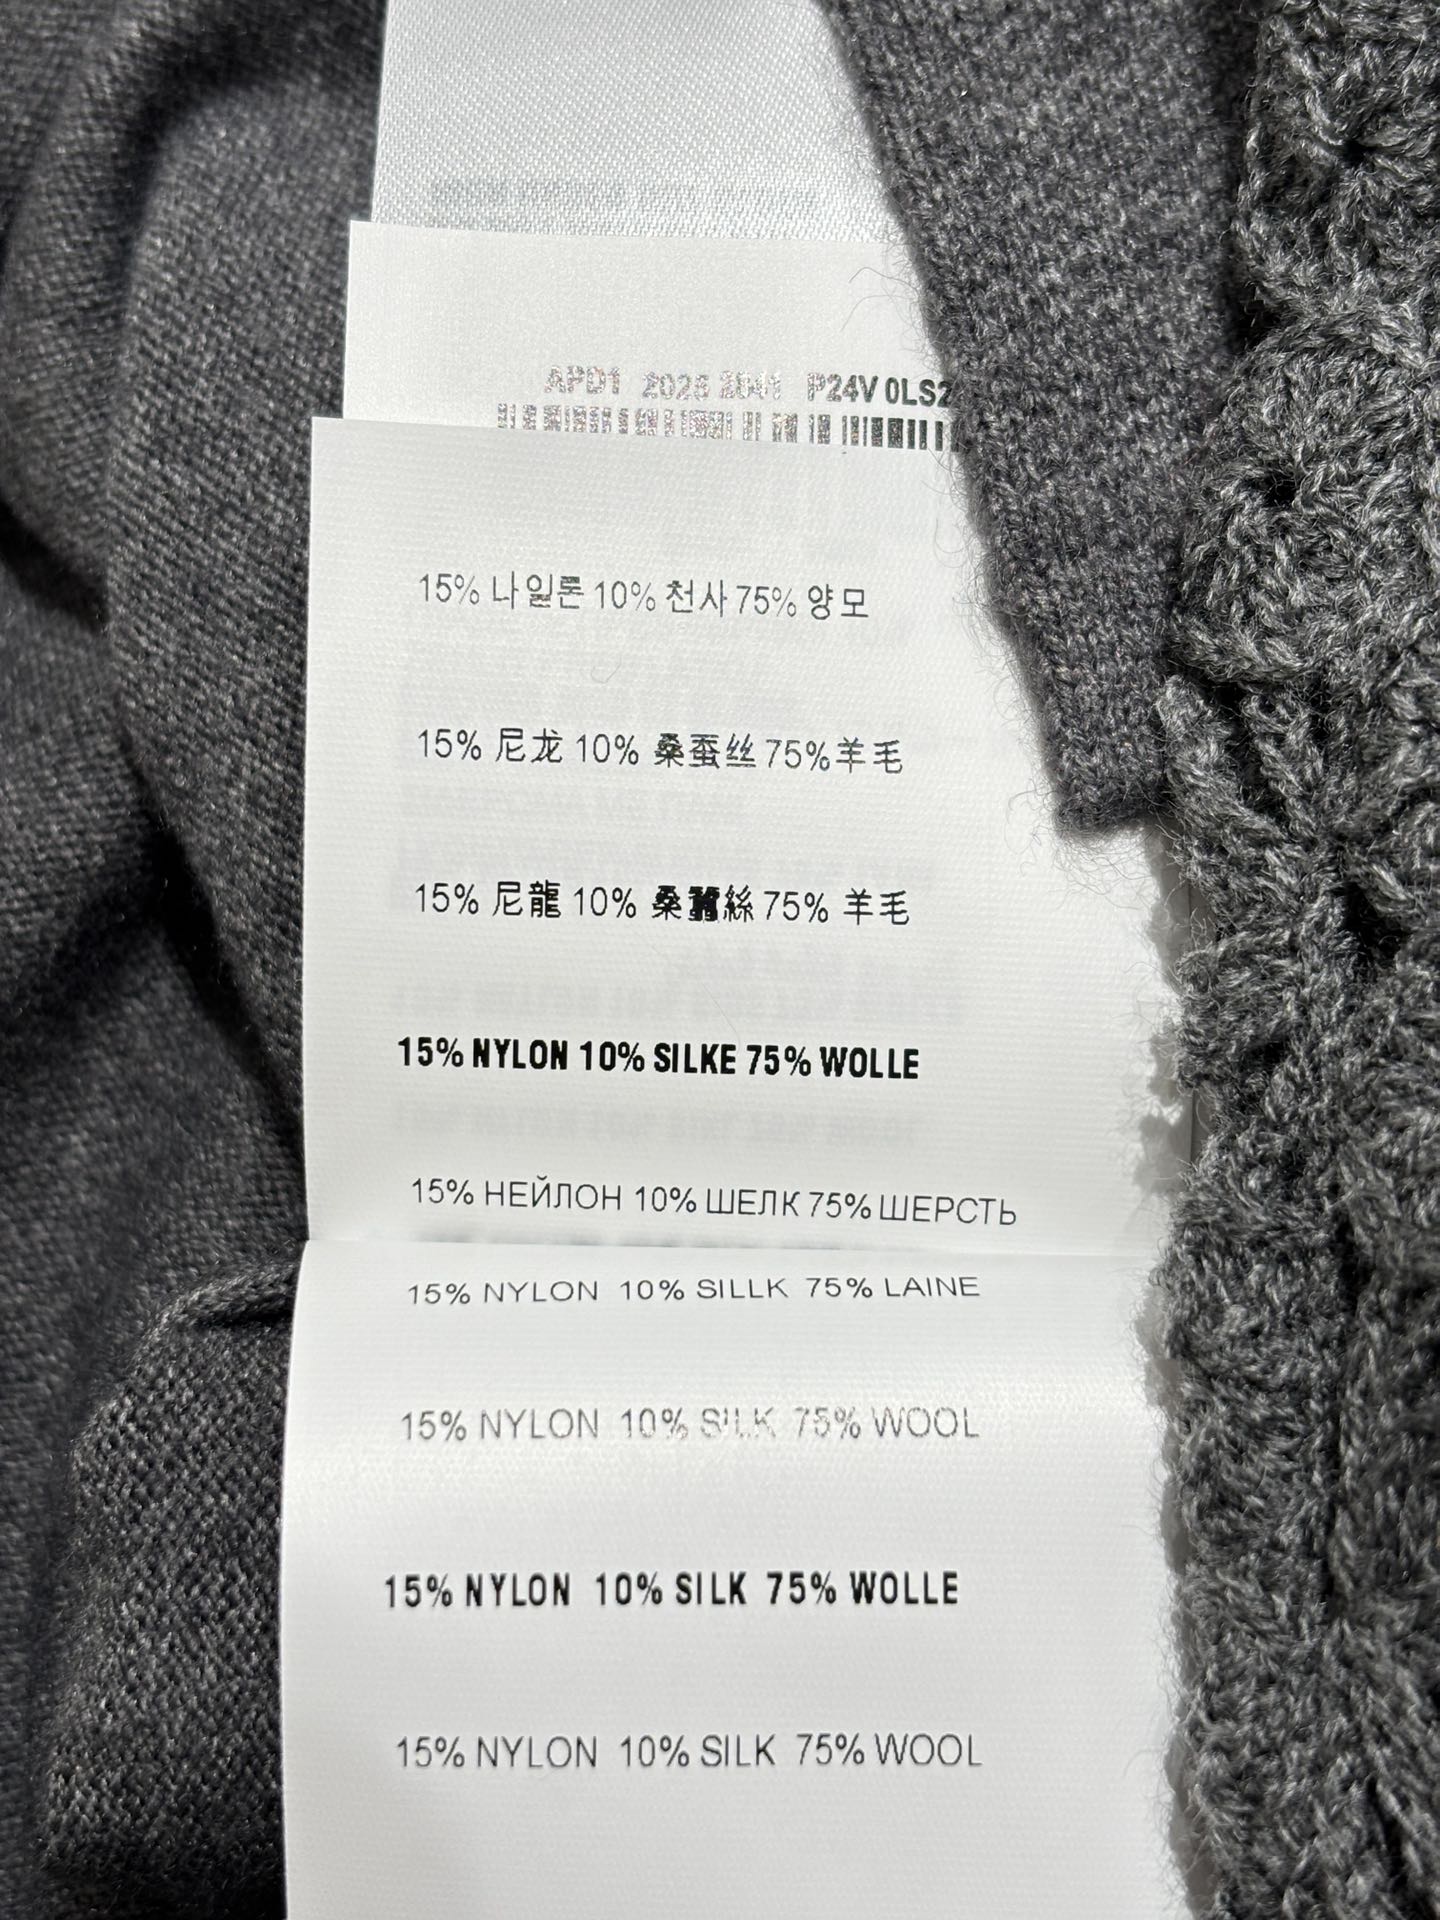 APD1 2025 2841 P24V 0LS2
15% 나일론 10% 천사 75% 양모
15% 尼龙 10% 桑蚕丝 75% 羊毛
15% 尼龍 10% 桑蠶絲 75% 羊毛
15% NYLON 10% SILKE 75% WOLLE
15% НЕЙЛОН 10% ШЕЛК 75% ШЕРСТЬ
15% NYLON 10% SILLK 75% LAINE
15% NYLON 10% SILK 75% WOOL
15% NYLON 10% SILK 75% WOLLE
15% NYLON 10% SILK 75% WOOL